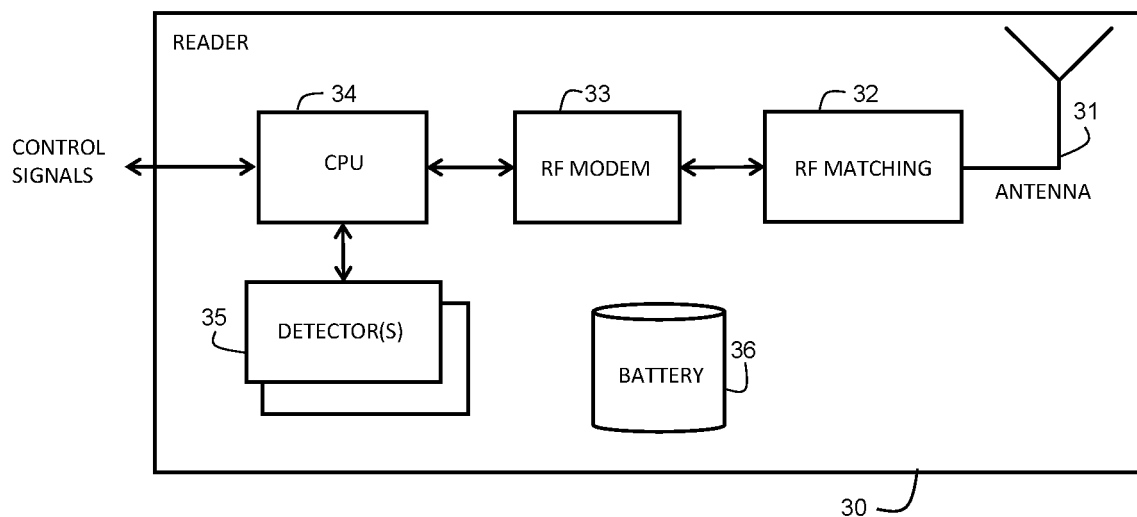 READER
34
33
32
31
CONTROL
SIGNALS
CPU
RF MODEM
RF MATCHING
ANTENNA
35
DETECTOR(S)
36
BATTERY
30